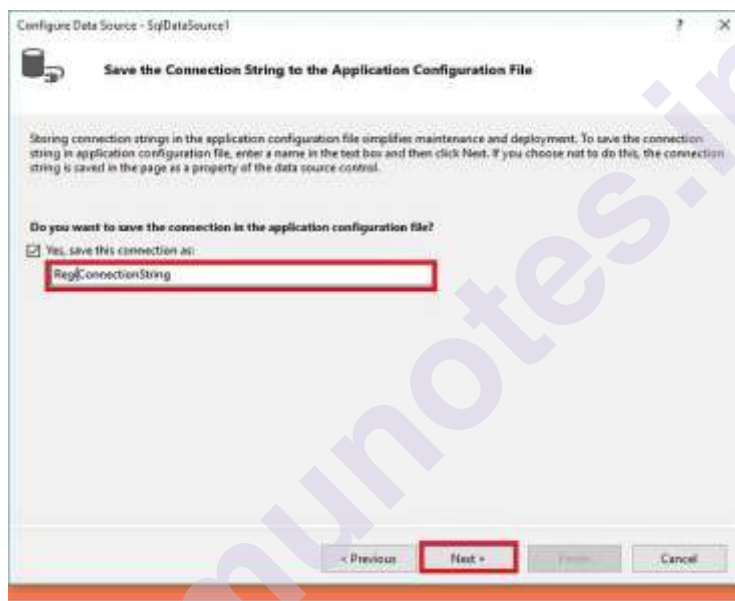 Configure Data Source - SqlDataSource1
? ×
Save the Connection String to the Application Configuration File
Storing connection strings in the application configuration file simplifies maintenance and deployment. To save the connection
string in application configuration file, enter a name in the text box and then click Next. If you choose not to do this, the connection
string is saved in the page as a property of the data source control.
Do you want to save the connection in the application configuration file?
Yes, save this connection as:
RegiConnectionString
< Previous Next > Finish Cancel
munotes.in